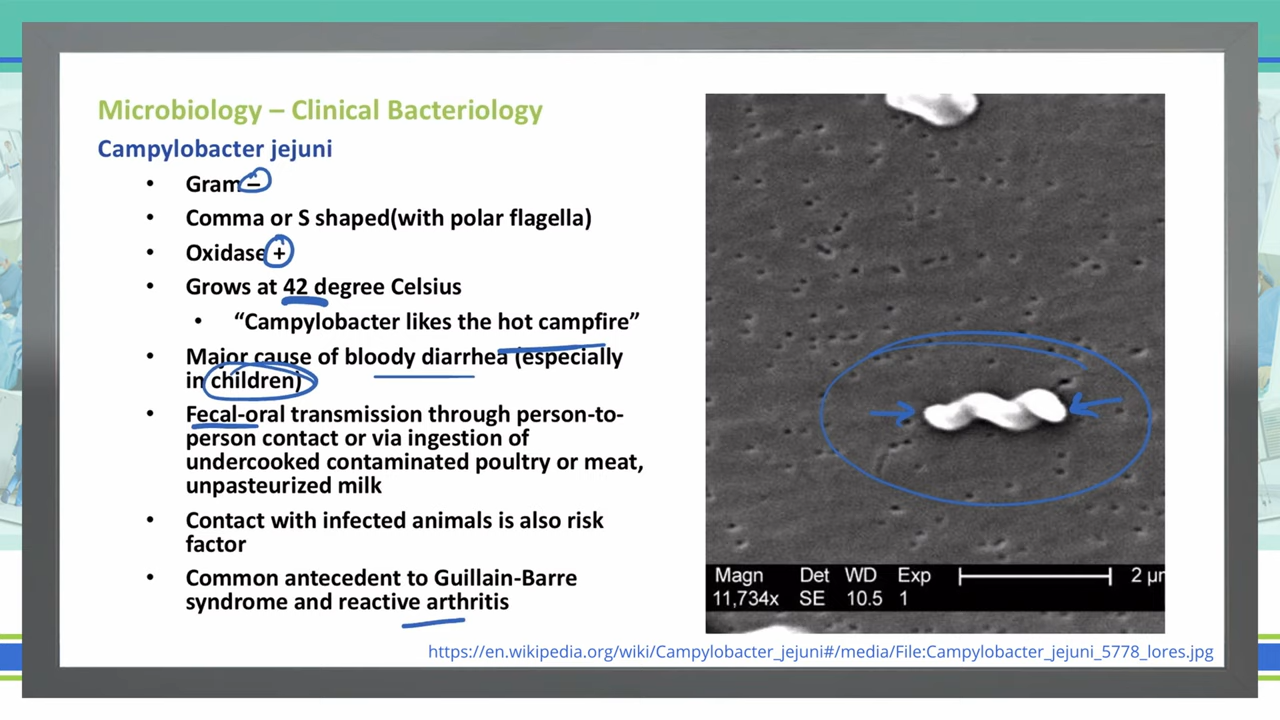 Microbiology – Clinical Bacteriology
Campylobacter jejuni
• Gram –
• Comma or S shaped(with polar flagella)
• Oxidase +
• Grows at 42 degree Celsius
• “Campylobacter likes the hot campfire”
• Major cause of bloody diarrhea (especially
in children)
• Fecal-oral transmission through person-to-
person contact or via ingestion of
undercooked contaminated poultry or meat,
unpasteurized milk
• Contact with infected animals is also risk
factor
• Common antecedent to Guillain-Barre
syndrome and reactive arthritis
Magn Det WD Exp 2 µm
11,734x SE 10.5 1
https://en.wikipedia.org/wiki/Campylobacter_jejuni#/media/File:Campylobacter_jejuni_5778_lores.jpg